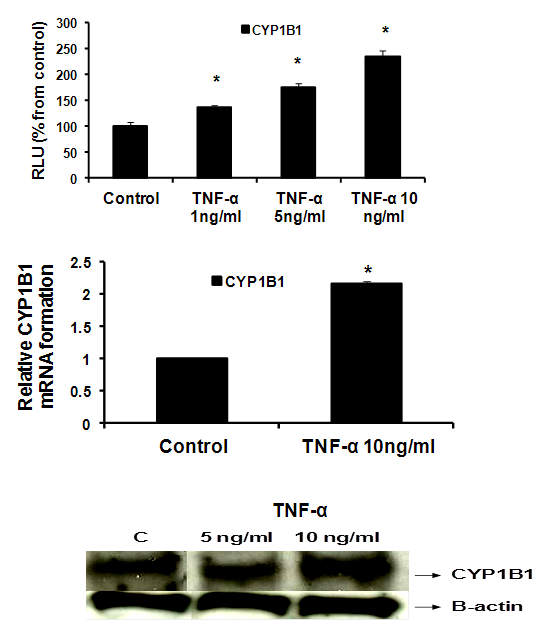 CYP1B1
RLU (% from control)
300
250
200
150
100
50
0
*
*
*
Control
TNF-α
1ng/ml
TNF-α
5ng/ml
TNF-α 10
ng/ml
CYP1B1
Relative CYP1B1
mRNA formation
2.5
2
1.5
1
0.5
0
*
Control
TNF-α 10ng/ml
TNF-α
C
5 ng/ml
10 ng/ml
CYP1B1
B-actin